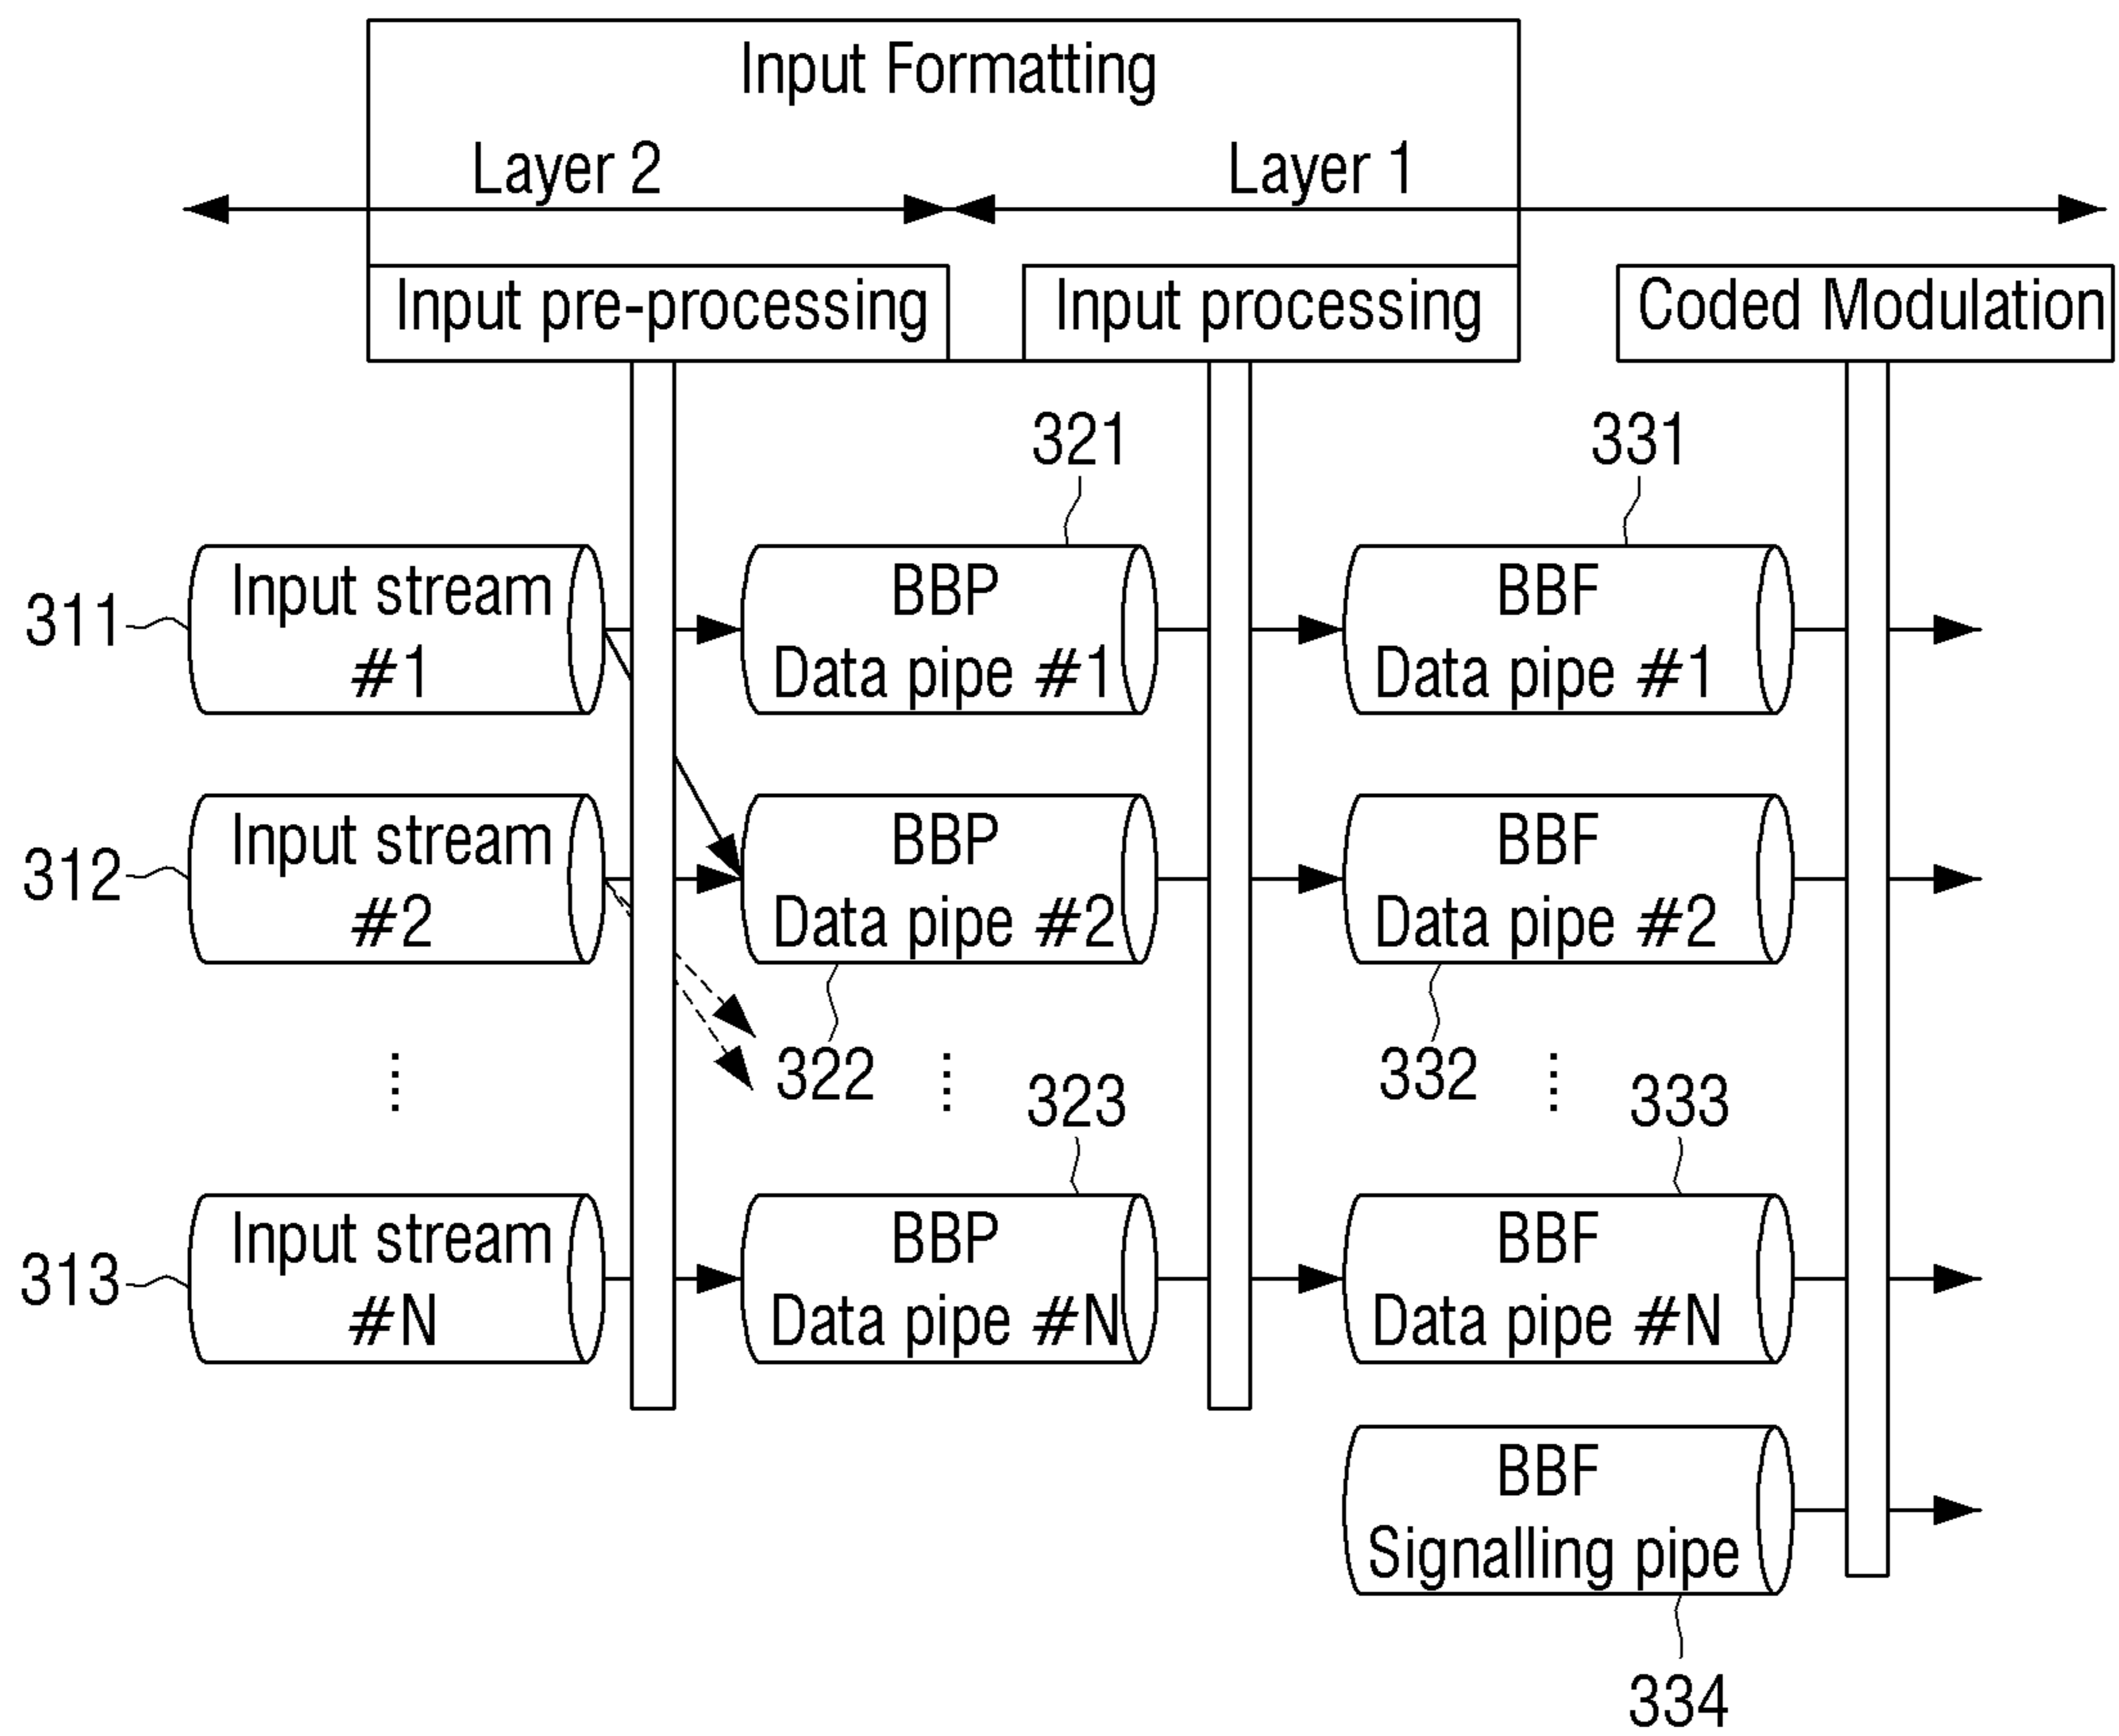 Input Formatting
Layer 2
Layer 1
Input pre-processing
Input processing
Coded Modulation
321
331
311
Input stream
#1
BBP
Data pipe #1
BBF
Data pipe #1
312
Input stream
#2
BBP
Data pipe #2
BBF
Data pipe #2
322
332
323
333
313
Input stream
#N
BBP
Data pipe #N
BBF
Data pipe #N
BBF
Signalling pipe
334